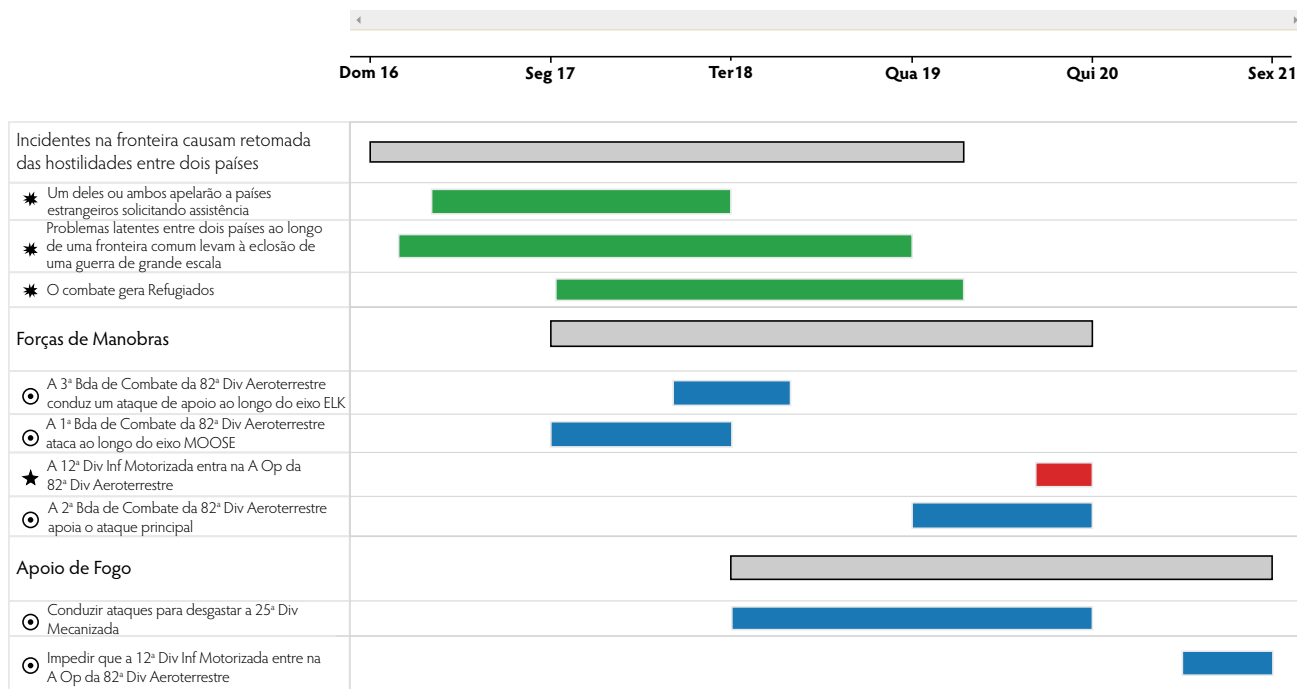 Dom 16 Seg 17 Ter18 Qua 19 Qui 20 Sex 21
Incidentes na fronteira causam retomada
das hostilidades entre dois países
Um deles ou ambos apelarão a países
estrangeiros solicitando assistência
Problemas latentes entre dois países ao longo
de uma fronteira comum levam à eclosão de
uma guerra de grande escala
O combate gera Refugiados
Forças de Manobras
A 3ª Bda de Combate da 82ª Div Aeroterrestre
conduz um ataque de apoio ao longo do eixo ELK
A 1ª Bda de Combate da 82ª Div Aeroterrestre
ataca ao longo do eixo MOOSE
A 12ª Div Inf Motorizada entra na A Op da
82ª Div Aeroterrestre
A 2ª Bda de Combate da 82ª Div Aeroterrestre
apoia o ataque principal
Apoio de Fogo
Conduzir ataques para desgastar a 25ª Div
Mecanizada
Impedir que a 12ª Div Inf Motorizada entre na
A Op da 82ª Div Aeroterrestre